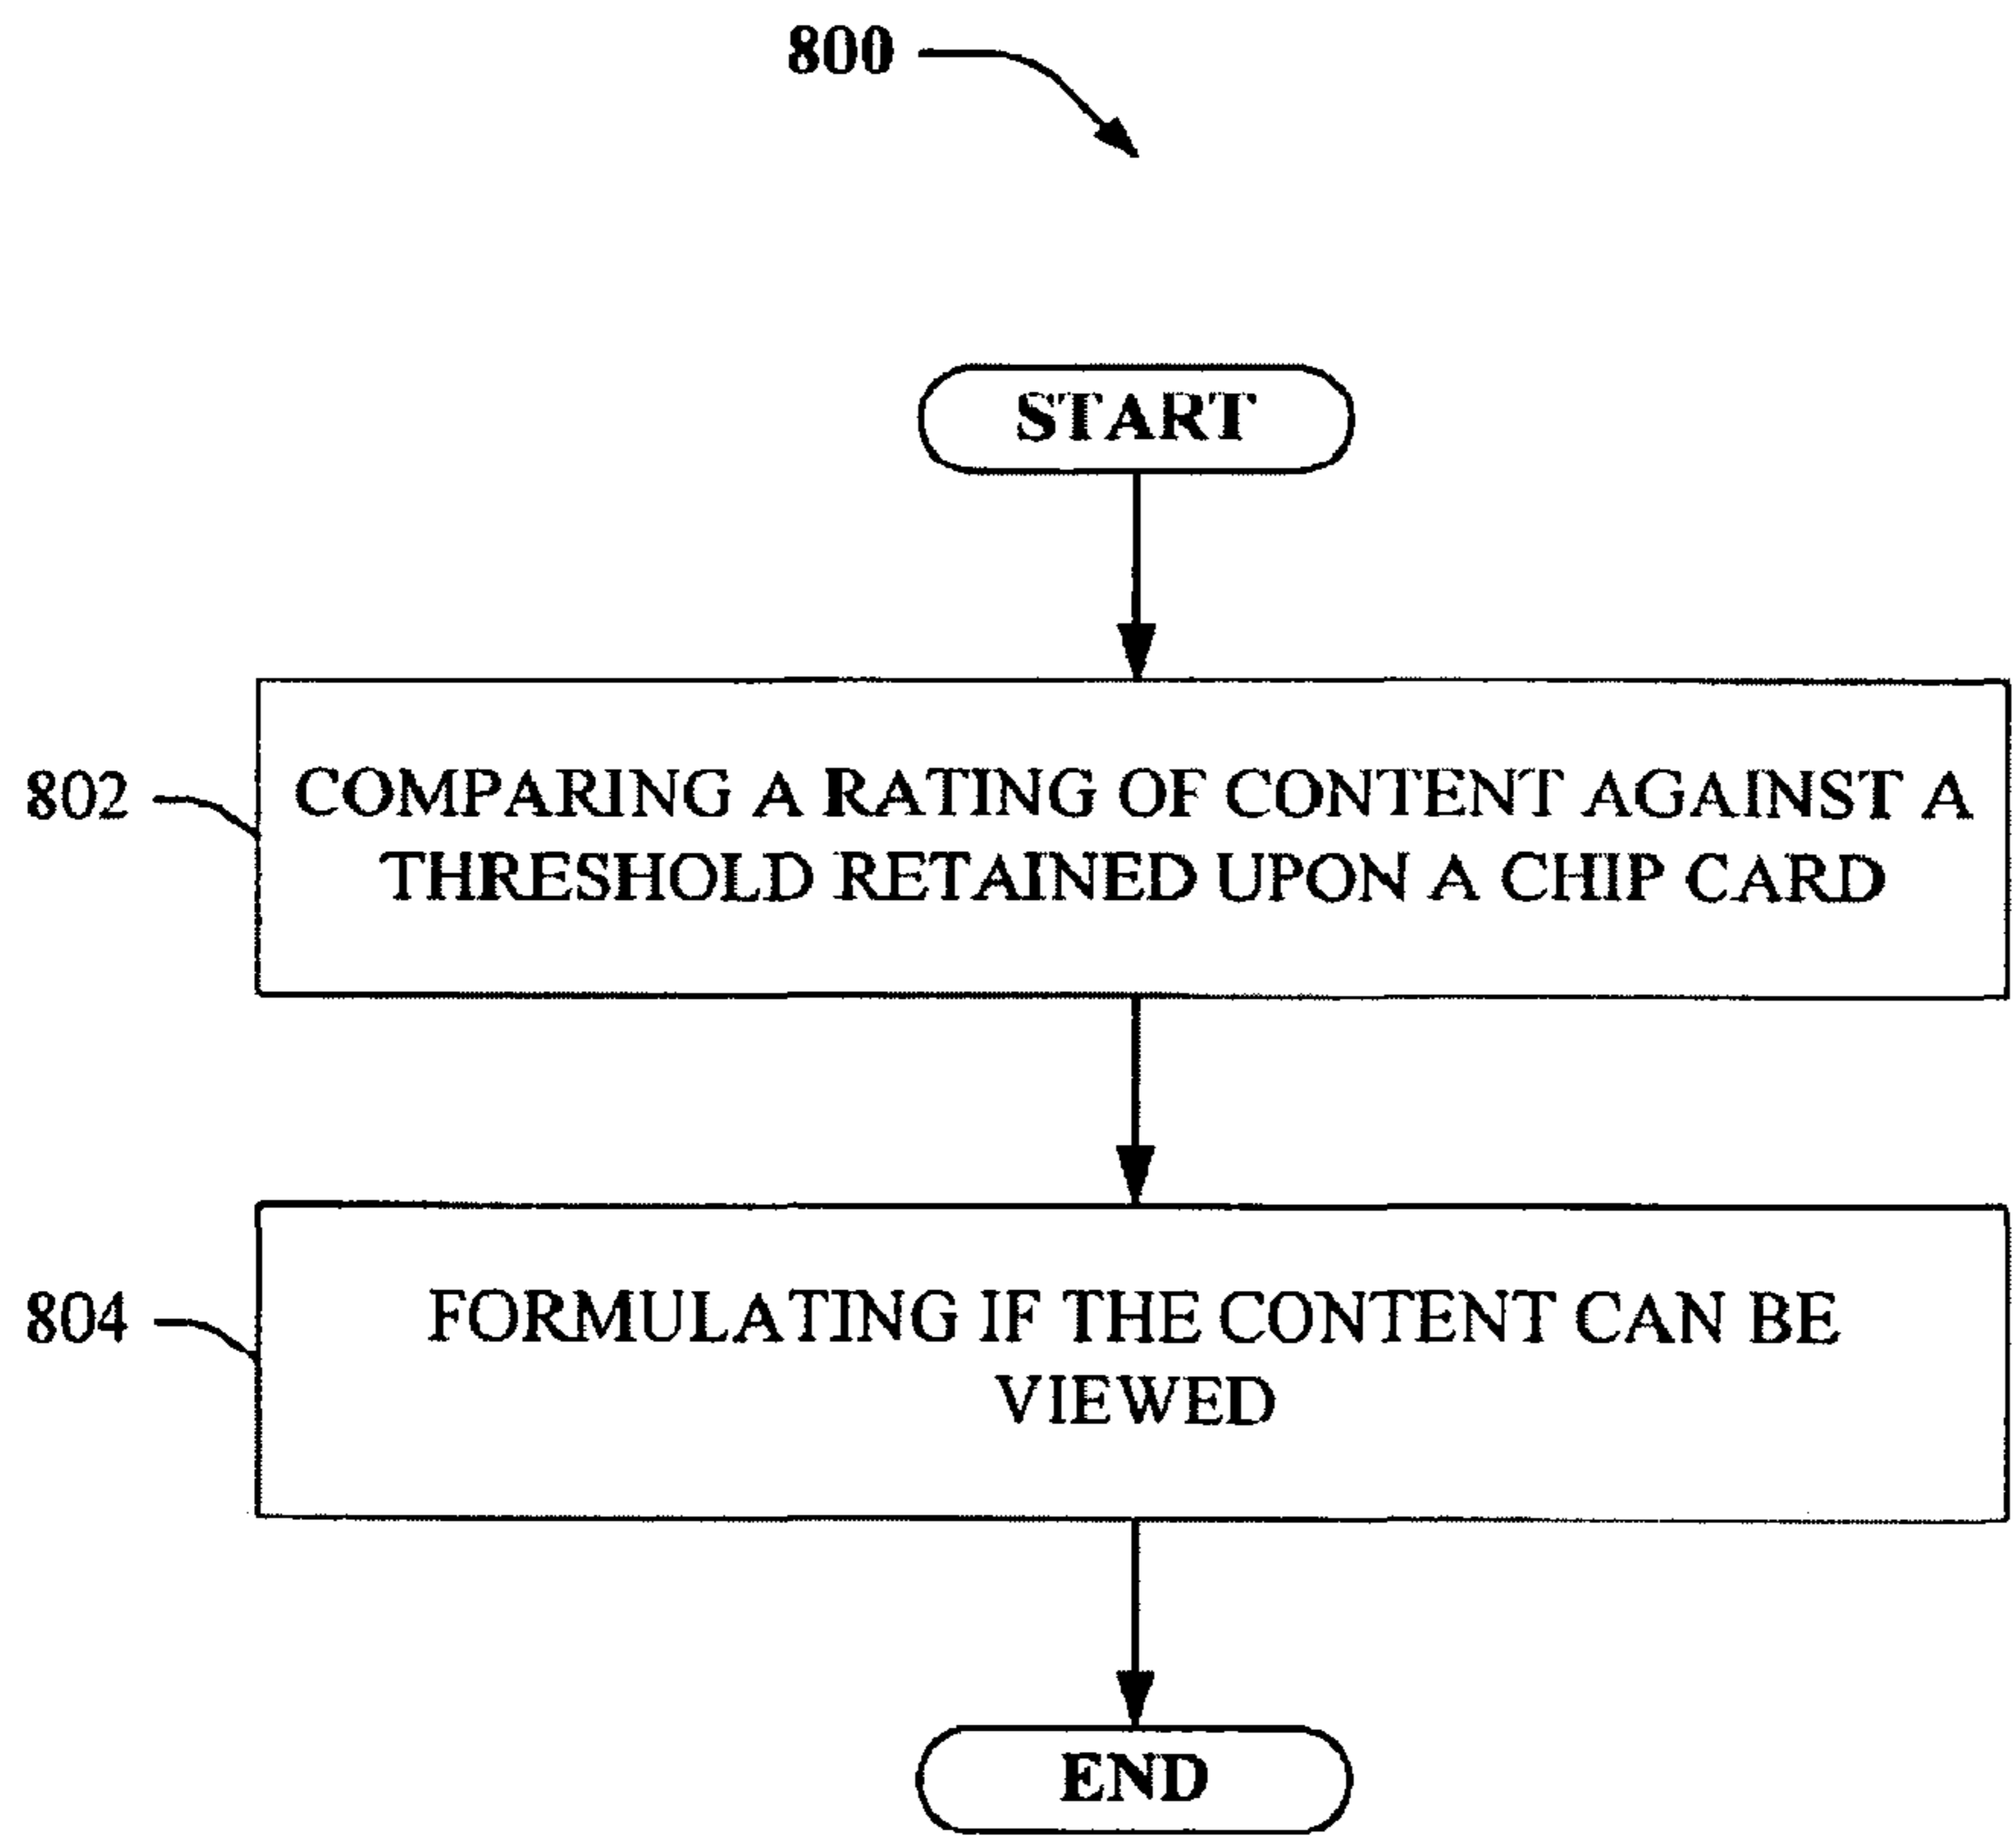 800
START
802
COMPARING A RATING OF CONTENT AGAINST A
THRESHOLD RETAINED UPON A CHIP CARD
804
FORMULATING IF THE CONTENT CAN BE
VIEWED
END